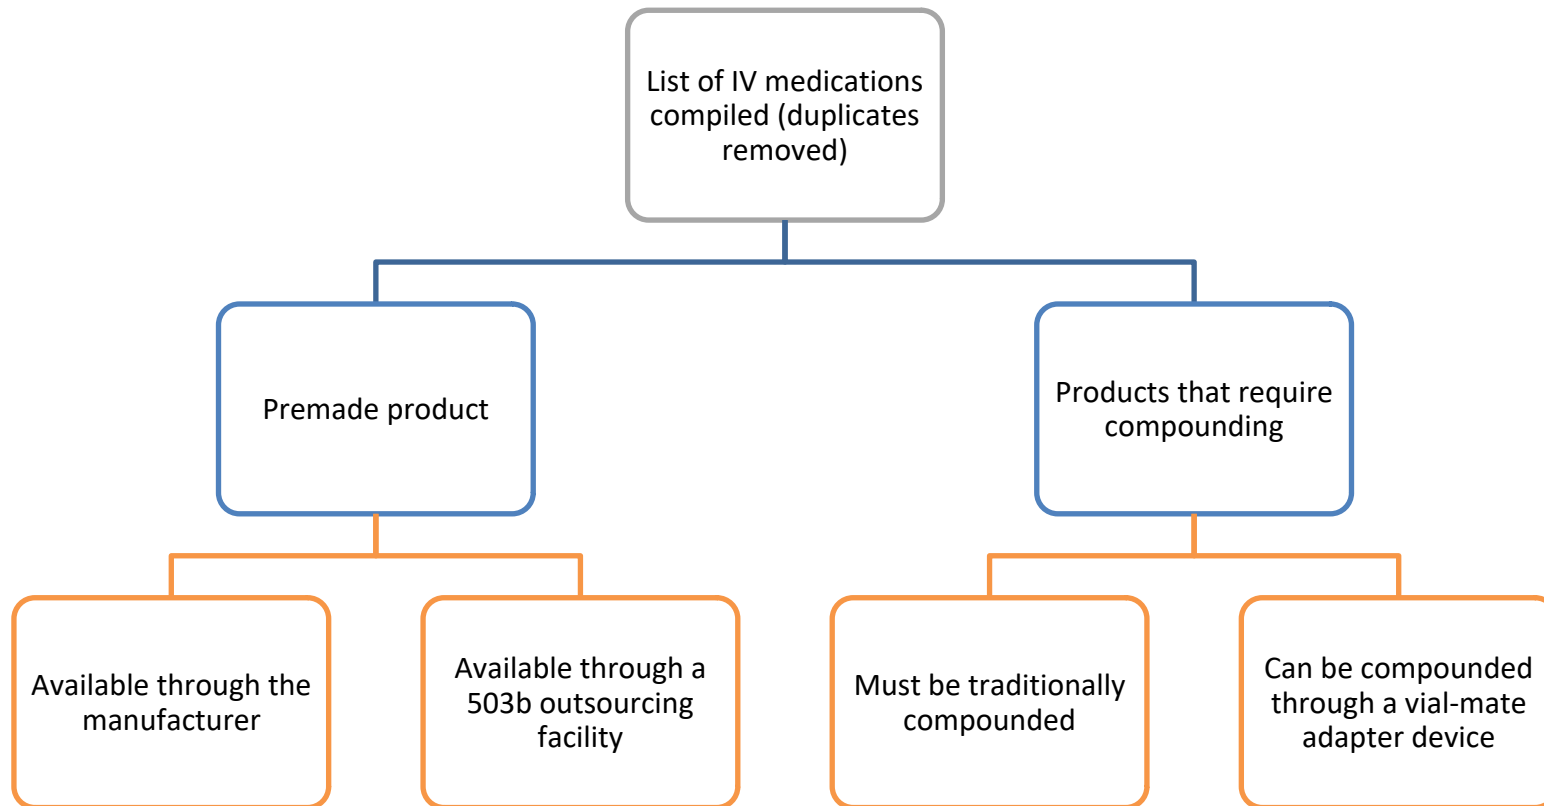 List of IV medications
compiled (duplicates
removed)
Premade product
Products that require
compounding
Available through the
manufacturer
Available through a
503b outsourcing
facility
Must be traditionally
compounded
Can be compounded
through a vial-mate
adapter device